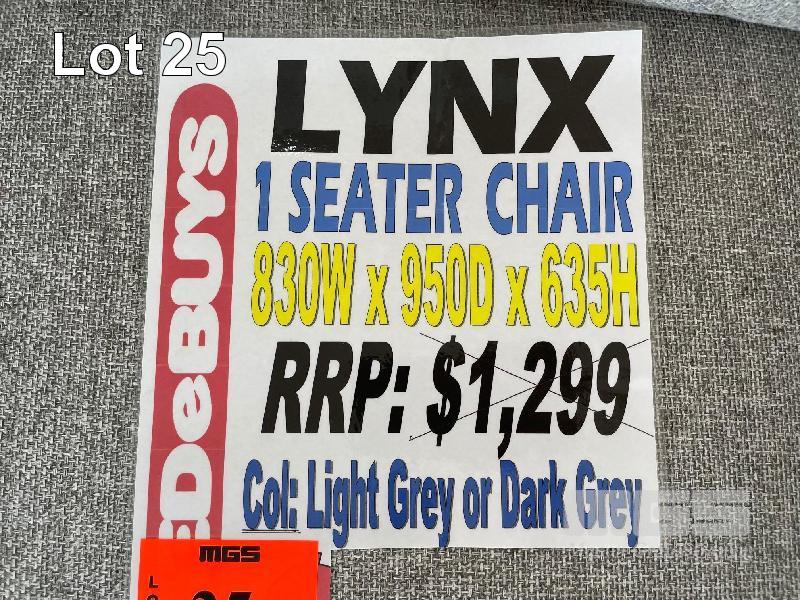 Lot 25
LYNX
1 SEATER CHAIR
830W x 950D x 635H
RRP: $1,299
Col: Light Grey or Dark Grey
DeBUYS
MGS